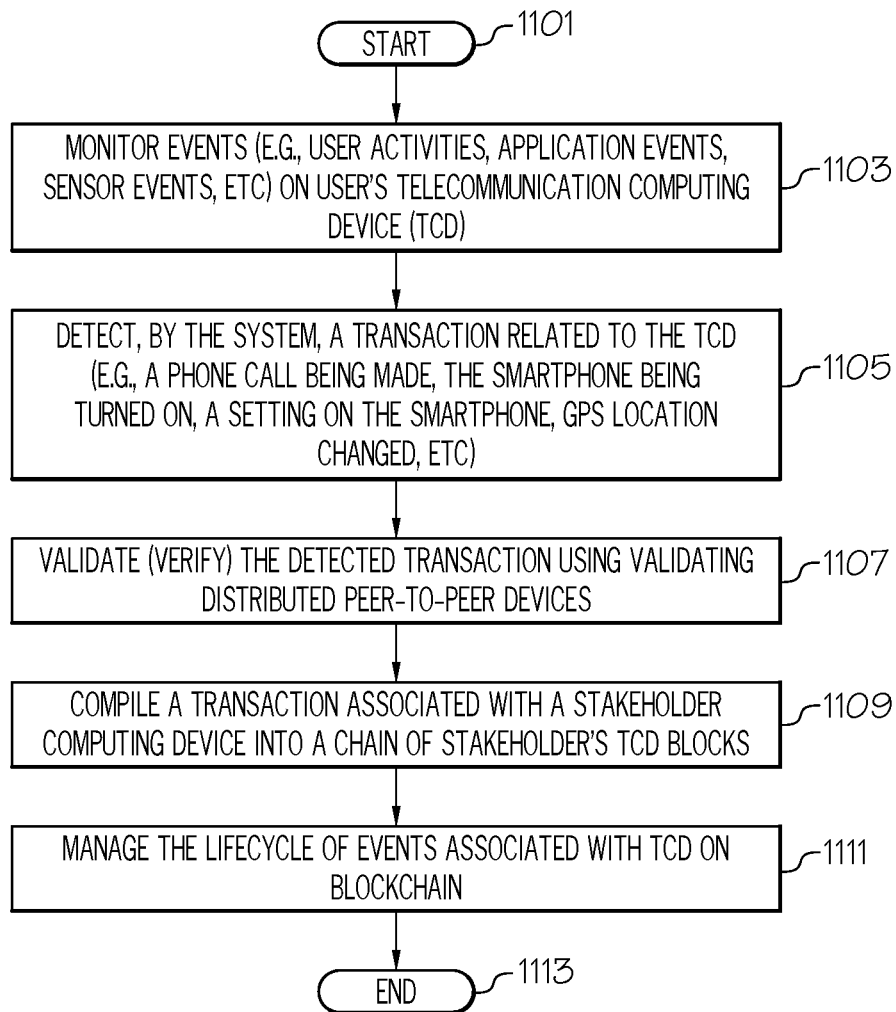 START
1101
MONITOR EVENTS (E.G., USER ACTIVITIES, APPLICATION EVENTS,
SENSOR EVENTS, ETC) ON USER'S TELECOMMUNICATION COMPUTING
DEVICE (TCD)
1103
DETECT, BY THE SYSTEM, A TRANSACTION RELATED TO THE TCD
(E.G., A PHONE CALL BEING MADE, THE SMARTPHONE BEING
TURNED ON, A SETTING ON THE SMARTPHONE, GPS LOCATION
CHANGED, ETC)
1105
VALIDATE (VERIFY) THE DETECTED TRANSACTION USING VALIDATING
DISTRIBUTED PEER-TO-PEER DEVICES
1107
COMPILE A TRANSACTION ASSOCIATED WITH A STAKEHOLDER
COMPUTING DEVICE INTO A CHAIN OF STAKEHOLDER'S TCD BLOCKS
1109
MANAGE THE LIFECYCLE OF EVENTS ASSOCIATED WITH TCD ON
BLOCKCHAIN
1111
END
1113